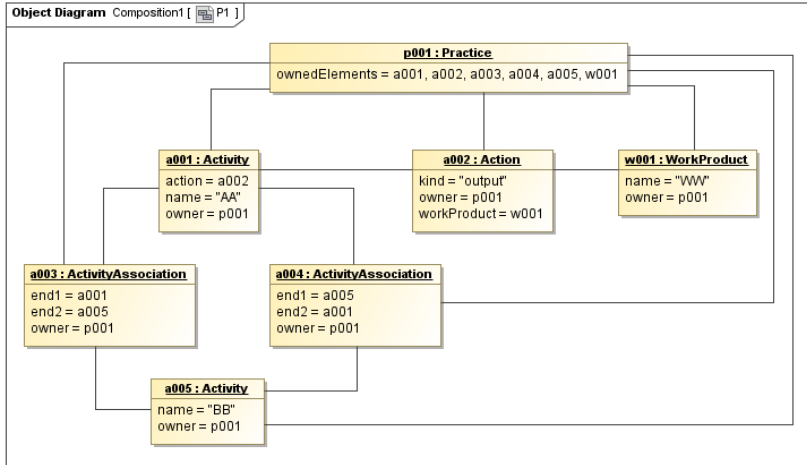 Object Diagram Composition1 [ P1 ]
p001 : Practice
ownedElements = a001, a002, a003, a004, a005, w001
a001 : Activity
action = a002
name = "AA"
owner = p001
a002 : Action
kind = "output"
owner = p001
workProduct = w001
w001 : WorkProduct
name = "WW"
owner = p001
a003 : ActivityAssociation
end1 = a001
end2 = a005
owner = p001
a004 : ActivityAssociation
end1 = a005
end2 = a001
owner = p001
a005 : Activity
name = "BB"
owner = p001